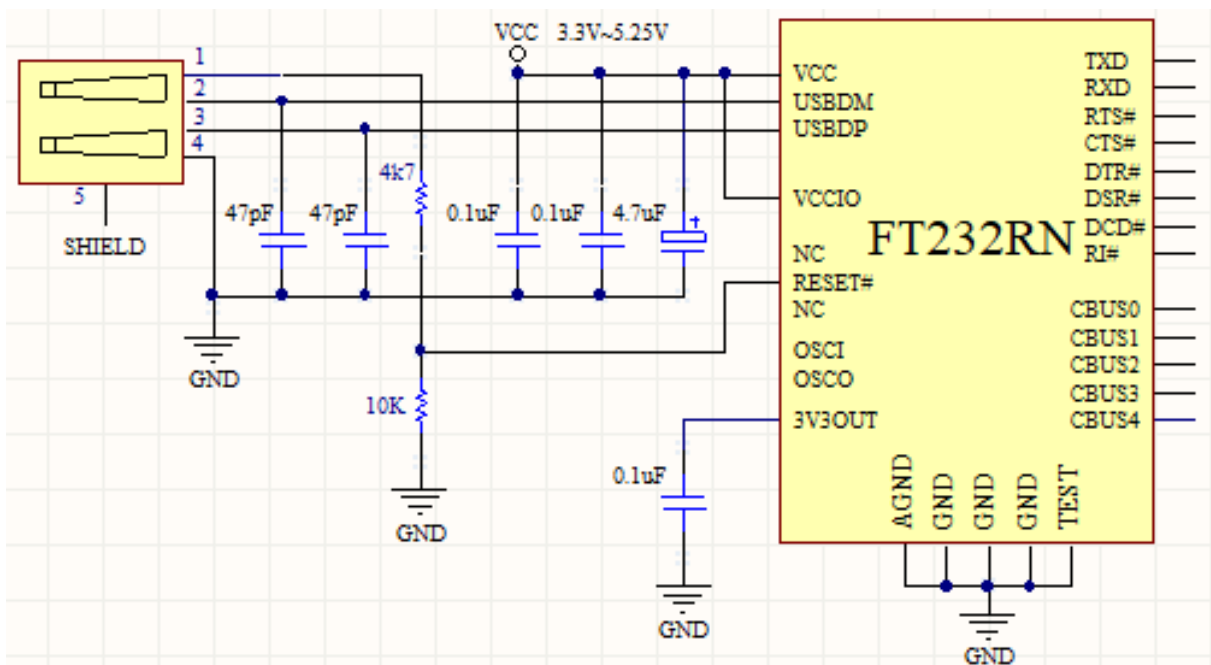 VCC 3.3V~5.25V
1
2
3
4
5
SHIELD
47pF
47pF
4k7
0.1uF
0.1uF
4.7uF
+
GND
10K
GND
0.1uF
GND
VCC
USBDM
USBDP
VCCIO
NC
RESET#
NC
OSCI
OSCO
3V3OUT
FT232RN
TXD
RXD
RTS#
CTS#
DTR#
DSR#
DCD#
RI#
CBUS0
CBUS1
CBUS2
CBUS3
CBUS4
AGND
GND
GND
GND
TEST
GND